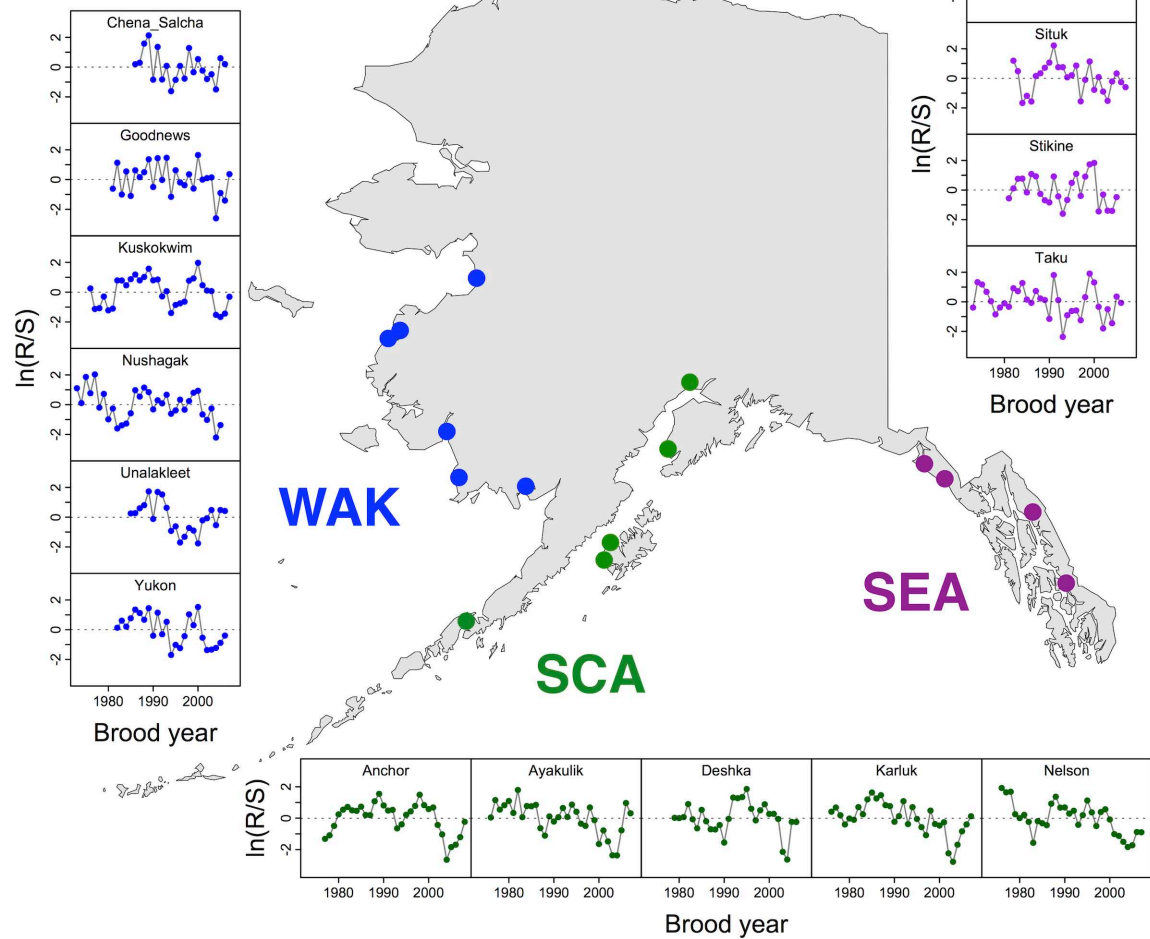 Chena_Salcha
2
0
-2
Goodnews
2
0
-2
Kuskokwim
2
0
-2
Nushagak
2
0
-2
Unalakleet
2
0
-2
Yukon
2
0
-2
ln(R/S)
1980 1990 2000
Brood year
WAK
SCA
SEA
Situk
2
0
-2
Stikine
2
0
-2
Taku
2
0
-2
ln(R/S)
1980 1990 2000
Brood year
Anchor Ayakulik Deshka Karluk Nelson
2
0
-2
ln(R/S)
1980 1990 2000 1980 1990 2000 1980 1990 2000 1980 1990 2000 1980 1990 2000
Brood year